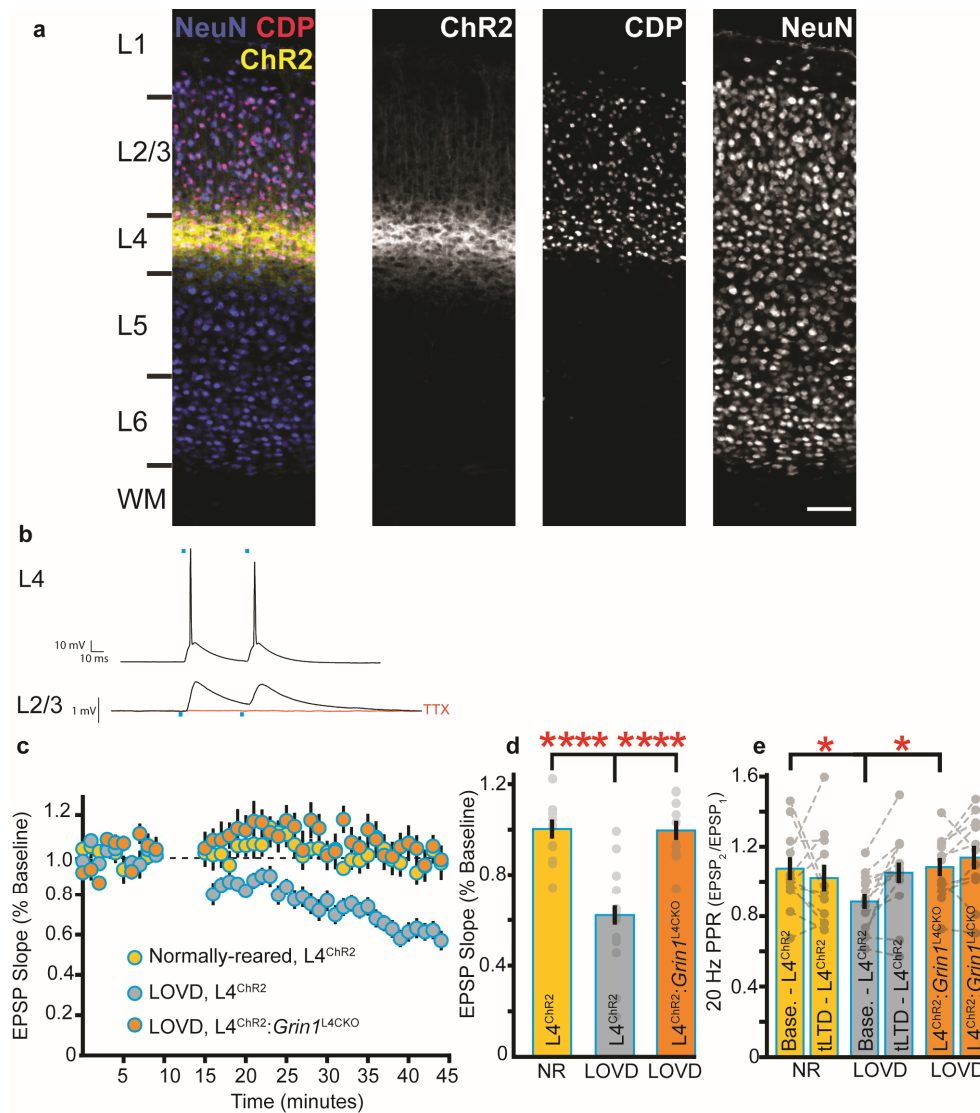 a
NeuN CDP
ChR2
ChR2
CDP
NeuN
L1
L2/3
L4
L5
L6
WM
b
L4
10 mV
10 ms
L2/3
1 mV
TTX
c
EPSP Slope (% Baseline)
1.2
1.0
0.8
0.6
0.4
0.2
0
Normally-reared, L4ChR2
LOVD, L4ChR2
LOVD, L4ChR2:Grin1L4CKO
5 10 15 20 25 30 35 40 45
Time (minutes)
d
**** ****
EPSP Slope (% Baseline)
1.2
0.6
0
L4ChR2
L4ChR2
L4ChR2:Grin1L4CKO
NR LOVD LOVD
e
* *
20 Hz PPR (EPSP2/EPSP1)
1.6
1.2
0.8
0.4
0
Base. - L4ChR2
tLTD - L4ChR2
Base. - L4ChR2
tLTD - L4ChR2
L4ChR2:Grin1L4CKO
L4ChR2:Grin1L4CKO
NR LOVD LOVD